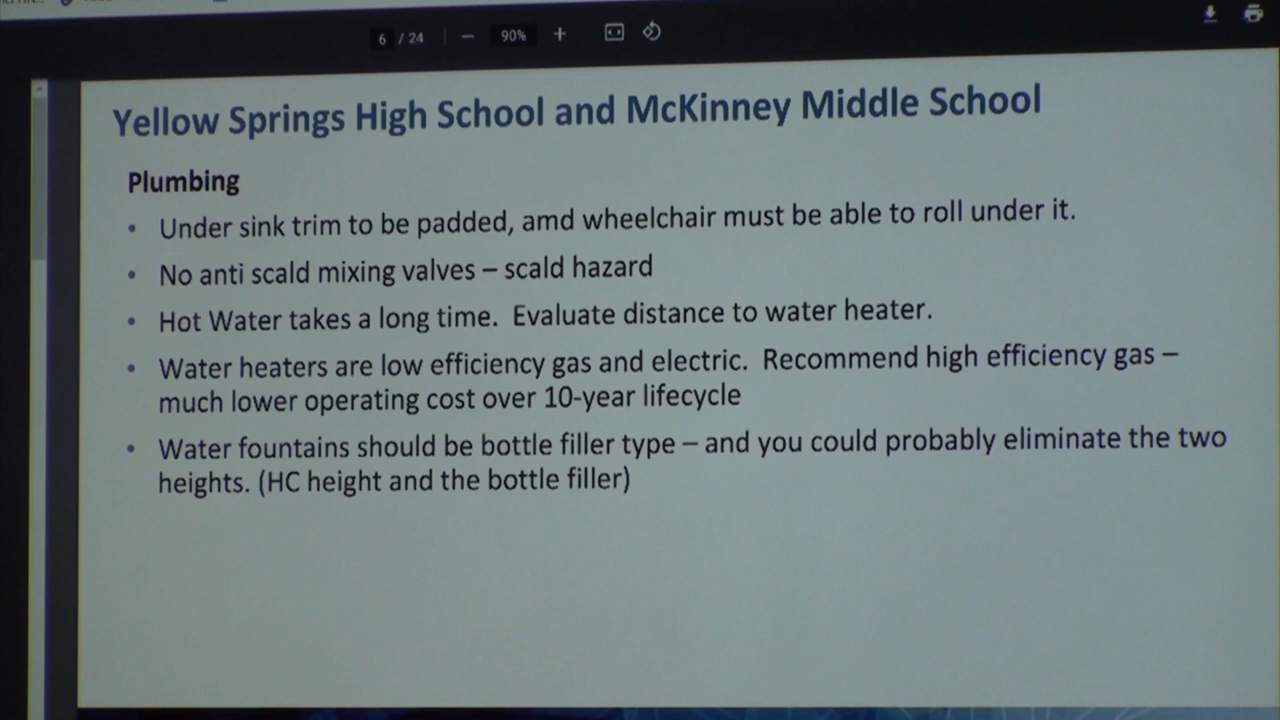 6 / 24 90%
Yellow Springs High School and McKinney Middle School
Plumbing
• Under sink trim to be padded, amd wheelchair must be able to roll under it.
• No anti scald mixing valves – scald hazard
• Hot Water takes a long time.  Evaluate distance to water heater.
• Water heaters are low efficiency gas and electric.  Recommend high efficiency gas –
much lower operating cost over 10-year lifecycle
• Water fountains should be bottle filler type – and you could probably eliminate the two
heights. (HC height and the bottle filler)